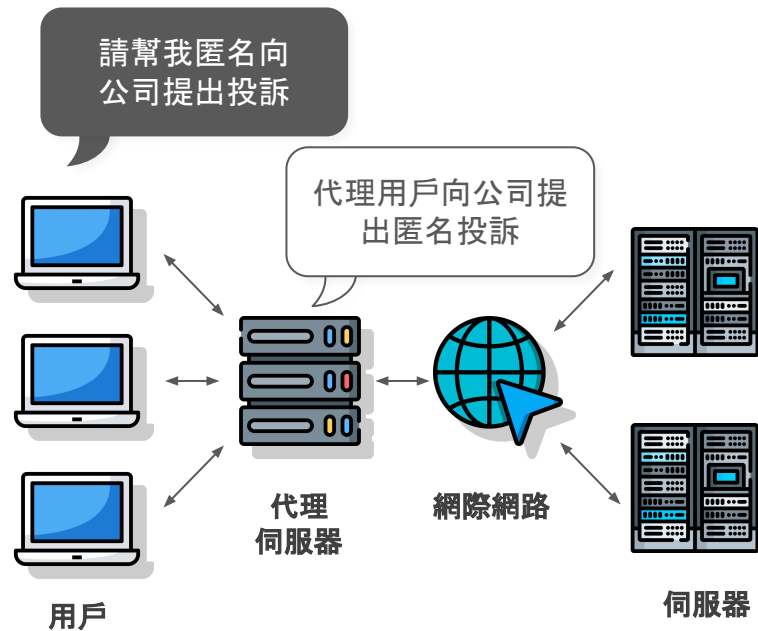 請幫我匿名向
公司提出投訴
代理用戶向公司提
出匿名投訴
代理
伺服器
網際網路
伺服器
用戶